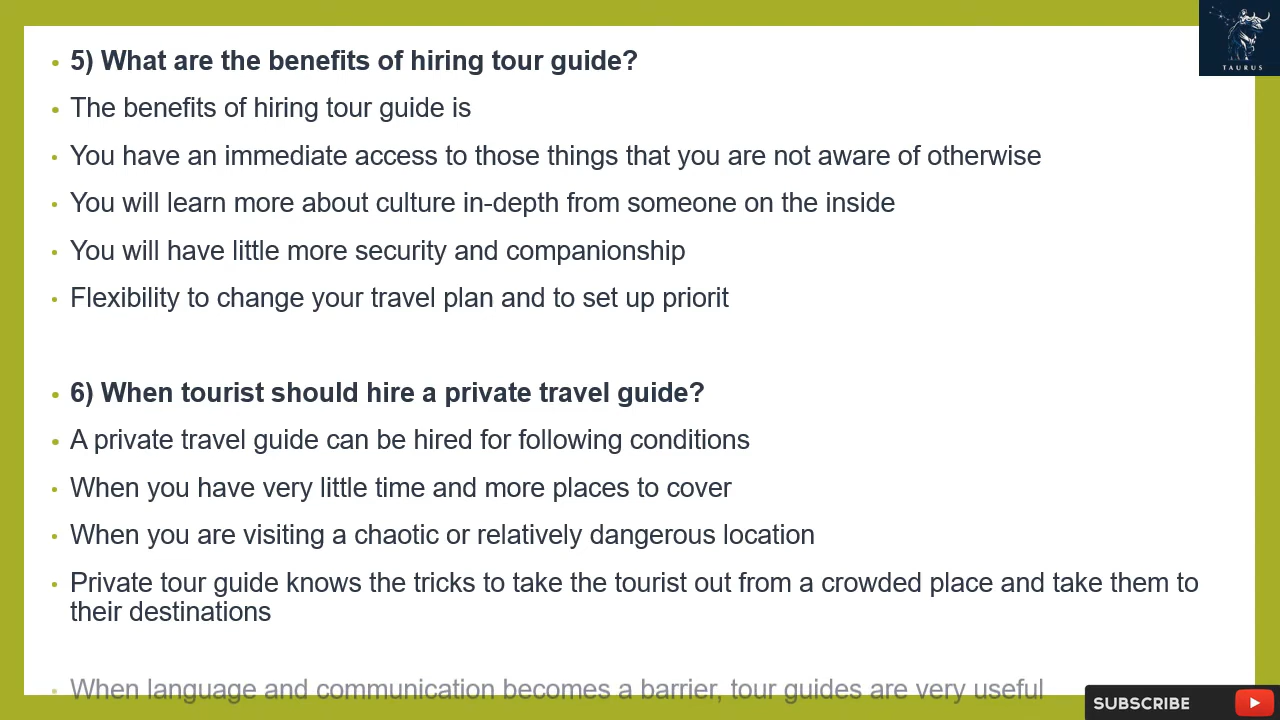 TAURUS
5) What are the benefits of hiring tour guide?
The benefits of hiring tour guide is
You have an immediate access to those things that you are not aware of otherwise
You will learn more about culture in-depth from someone on the inside
You will have little more security and companionship
Flexibility to change your travel plan and to set up priorit
6) When tourist should hire a private travel guide?
A private travel guide can be hired for following conditions
When you have very little time and more places to cover
When you are visiting a chaotic or relatively dangerous location
Private tour guide knows the tricks to take the tourist out from a crowded place and take them to
their destinations
When language and communication becomes a barrier, tour guides are very useful
SUBSCRIBE